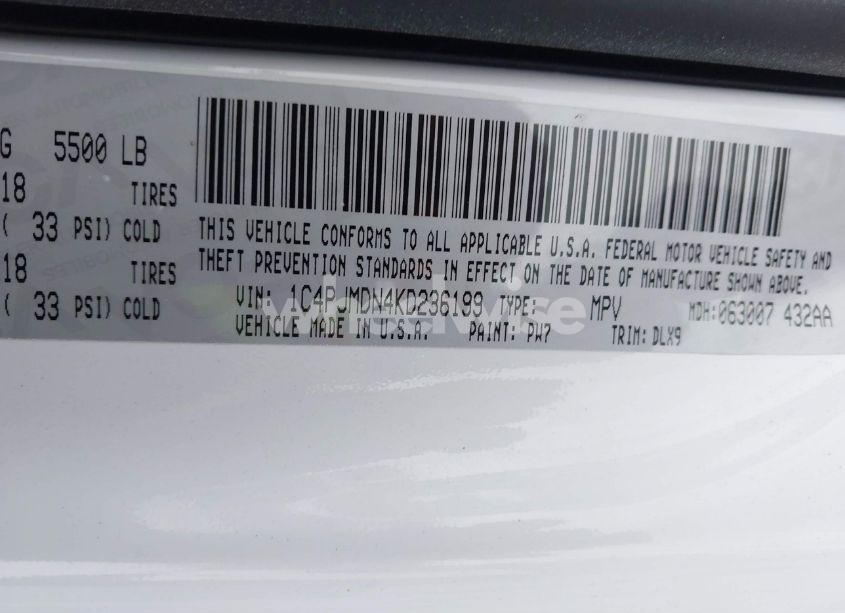 G 5500 LB
18 TIRES
( 33 PSI) COLD
18 TIRES
( 33 PSI) COLD
THIS VEHICLE CONFORMS TO ALL APPLICABLE U.S.A. FEDERAL MOTOR VEHICLE SAFETY AND
THEFT PREVENTION STANDARDS IN EFFECT ON THE DATE OF MANUFACTURE SHOWN ABOVE.
VIN: 1C4PJMDN4KD236199 TYPE: MPV MDH:063007 432AA
VEHICLE MADE IN U.S.A. PAINT: PW7 TRIM: DLX9
wheelwise